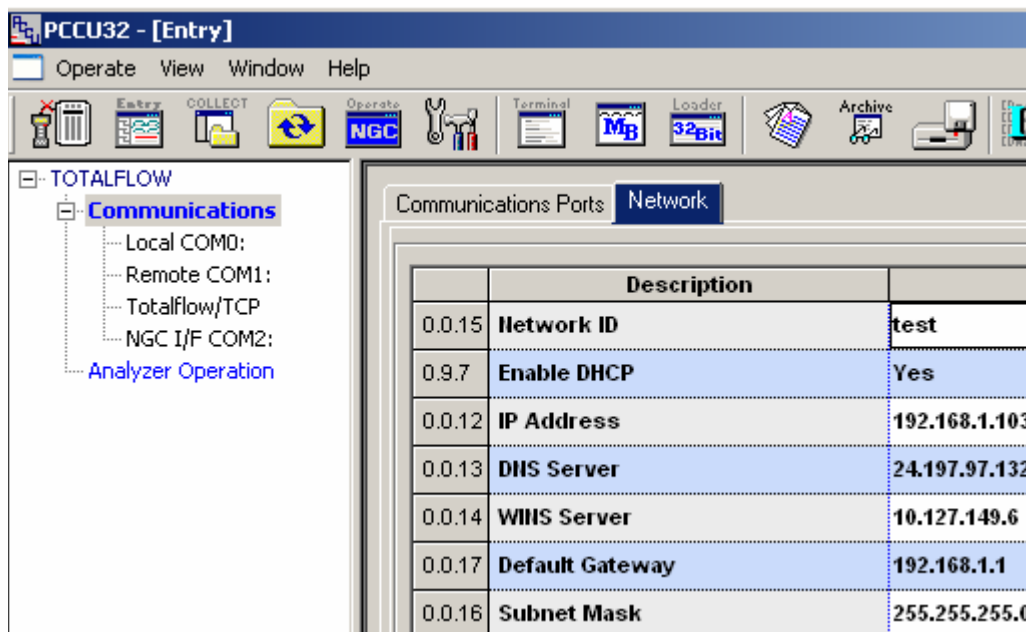 PCCU32 - [Entry]
Operate View Window Help
Entry COLLECT Operate NGC Terminal MB Loader 32Bit Archive
TOTALFLOW
Communications
Local COM0:
Remote COM1:
Totalflow/TCP
NGC I/F COM2:
Analyzer Operation
Communications Ports Network
Description
0.0.15 Network ID test
0.9.7 Enable DHCP Yes
0.0.12 IP Address 192.168.1.103
0.0.13 DNS Server 24.197.97.132
0.0.14 WINS Server 10.127.149.6
0.0.17 Default Gateway 192.168.1.1
0.0.16 Subnet Mask 255.255.255.0